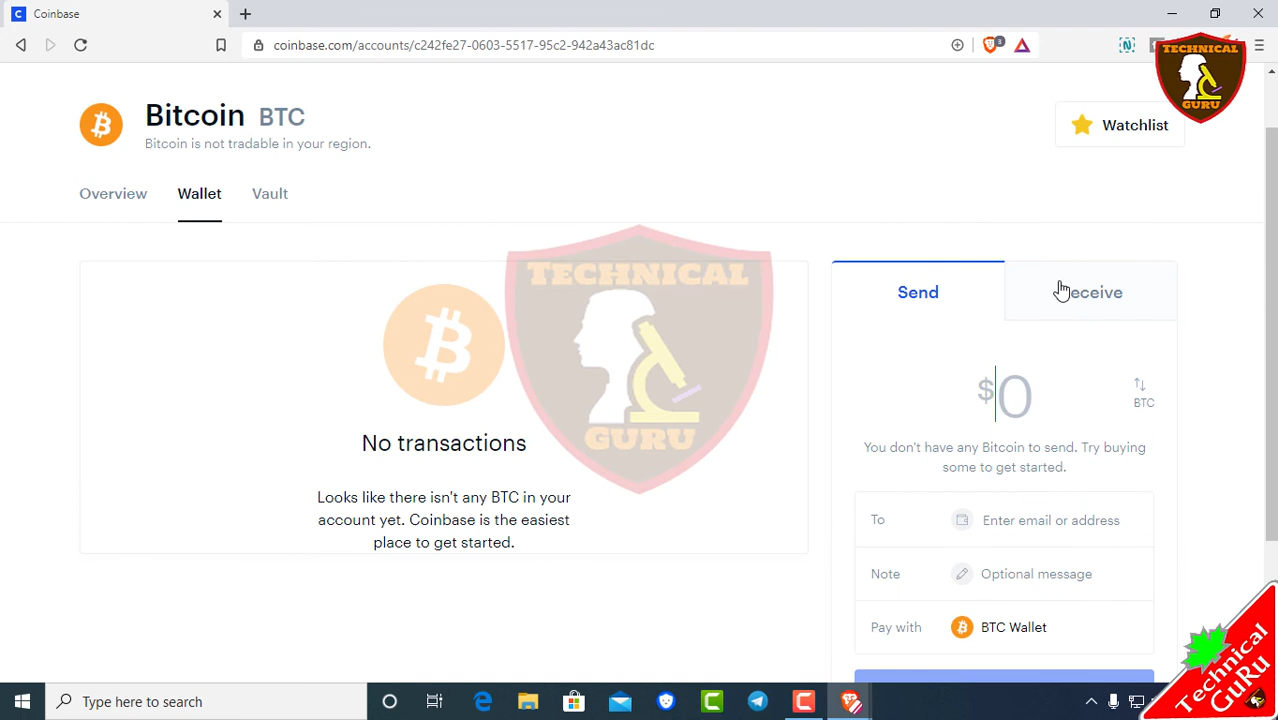 Coinbase
coinbase.com/accounts/c242fe27-0603-5517-95c2-942a43ac81dc
3
TECHNICAL
GURU
Bitcoin BTC
Bitcoin is not tradable in your region.
Watchlist
Overview Wallet Vault
TECHNICAL
GURU
Send
eceive
$0
BTC
No transactions
You don't have any Bitcoin to send. Try buying
some to get started.
Looks like there isn't any BTC in your
account yet. Coinbase is the easiest
place to get started.
To Enter email or address
Note Optional message
Pay with BTC Wallet
Type here to search
Technical
GuRu